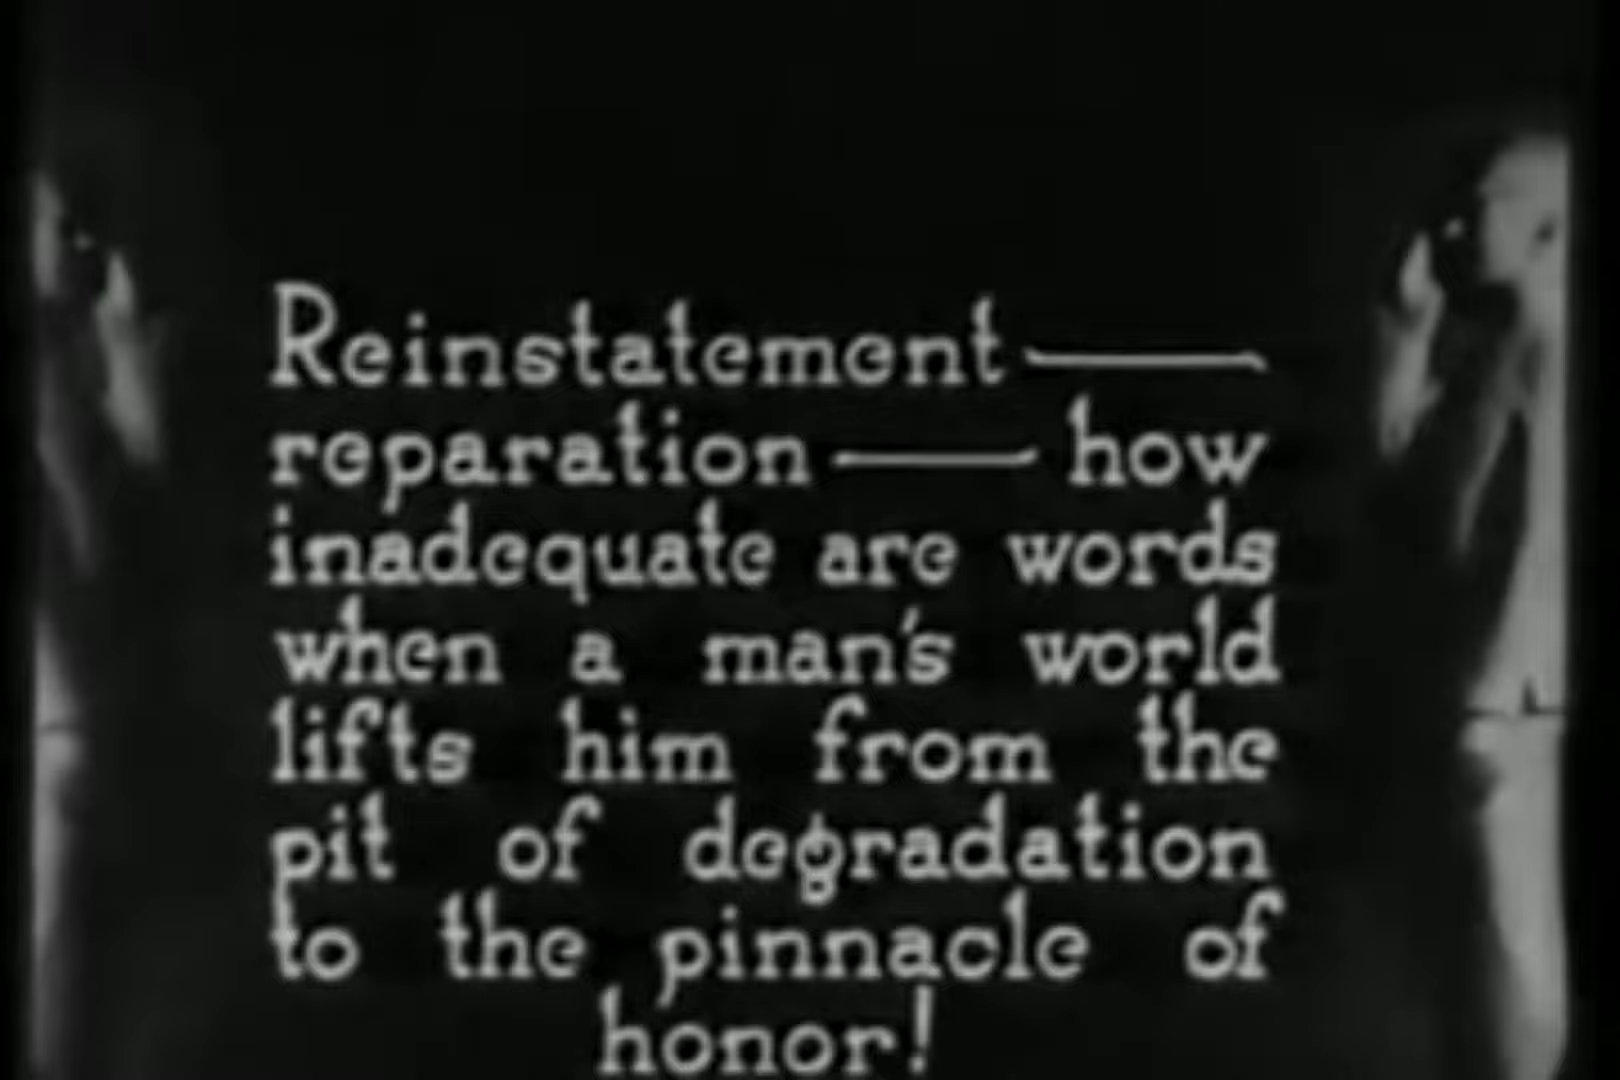 Reinstatement —
reparation — how
inadequate are words
when a man's world
lifts him from the
pit of degradation
to the pinnacle of
honor!